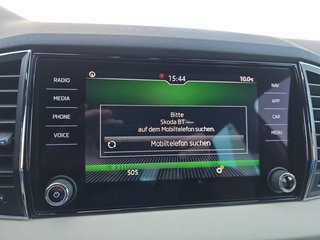 RADIO
MEDIA
PHONE
VOICE
15:44
10.0°C
Bitte
Skoda BT
auf dem Mobiltelefon suchen.
Mobiltelefon suchen
SOS
NAV
APP
CAR
MENU